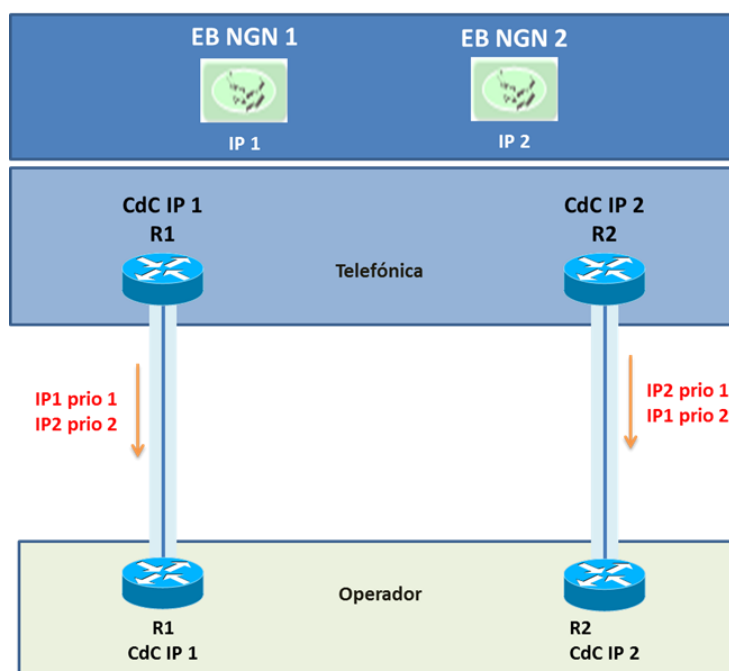 EB NGN 1
EB NGN 2
IP 1
IP 2
CdC IP 1
R1
CdC IP 2
R2
Telefónica
IP1 prio 1
IP2 prio 2
IP2 prio 1
IP1 prio 2
Operador
R1
CdC IP 1
R2
CdC IP 2